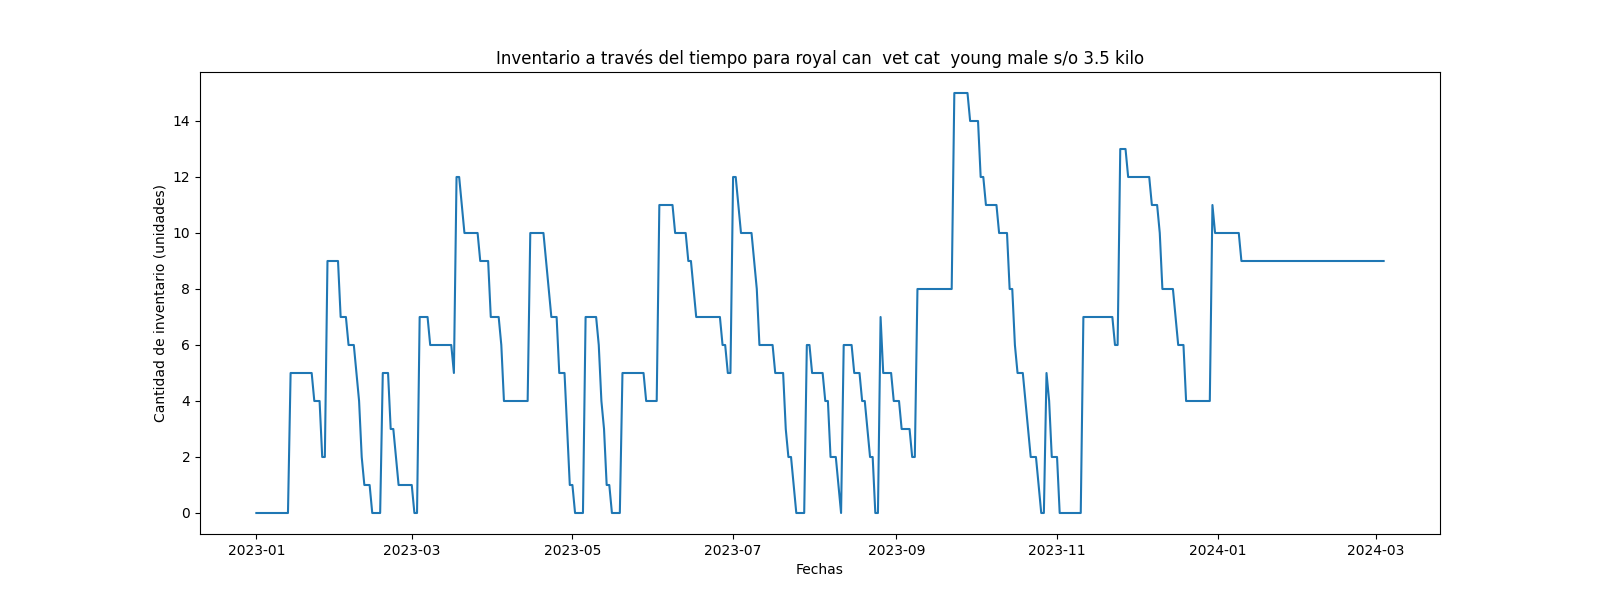 Inventario a través del tiempo para royal can  vet cat  young male s/o 3.5 kilo
Cantidad de inventario (unidades)
14
12
10
8
6
4
2
0
2023-01 2023-03 2023-05 2023-07 2023-09 2023-11 2024-01 2024-03
Fechas